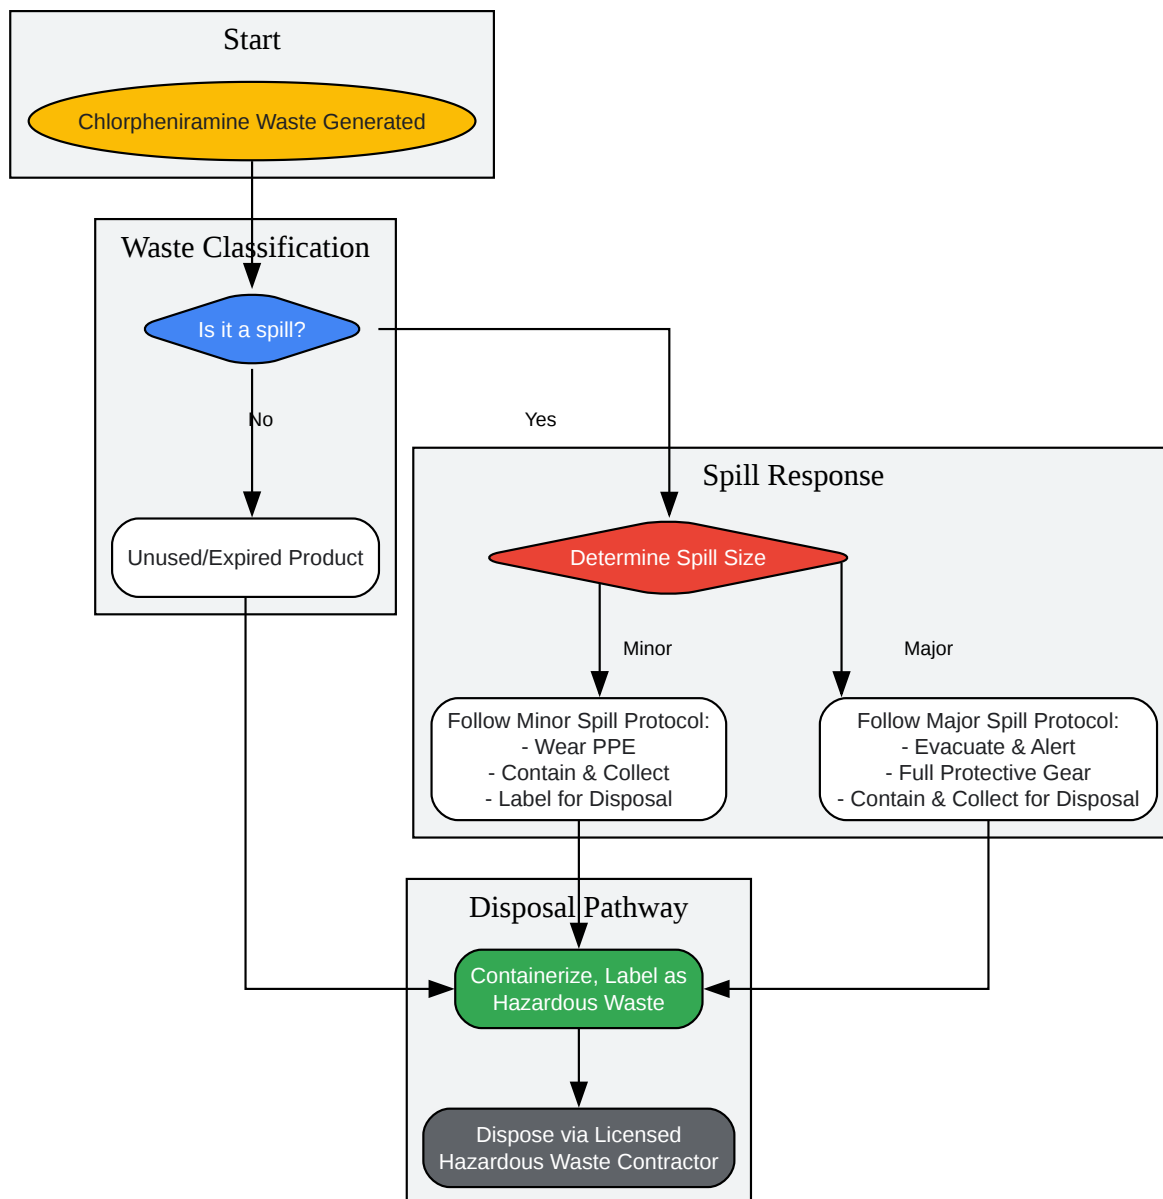 Start
Chlorpheniramine Waste Generated
Waste Classification
Is it a spill?
No
Yes
Unused/Expired Product
Spill Response
Determine Spill Size
Minor
Major
Follow Minor Spill Protocol:
- Wear PPE
- Contain & Collect
- Label for Disposal
Follow Major Spill Protocol:
- Evacuate & Alert
- Full Protective Gear
- Contain & Collect for Disposal
Disposal Pathway
Containerize, Label as
Hazardous Waste
Dispose via Licensed
Hazardous Waste Contractor